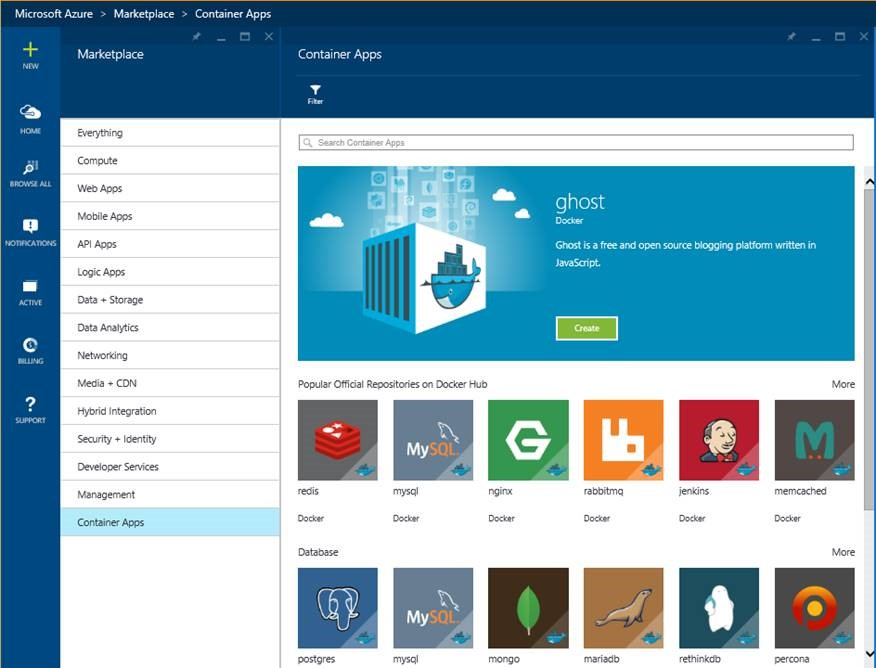 Microsoft Azure > Marketplace > Container Apps
NEW
HOME
BROWSE ALL
NOTIFICATIONS
ACTIVE
BILLING
SUPPORT
Marketplace
Everything
Compute
Web Apps
Mobile Apps
API Apps
Logic Apps
Data + Storage
Data Analytics
Networking
Media + CDN
Hybrid Integration
Security + Identity
Developer Services
Management
Container Apps
Container Apps
Filter
Search Container Apps
ghost
Docker
Ghost is a free and open source blogging platform written in
JavaScript.
Create
Popular Official Repositories on Docker Hub More
MySQL
redis mysql nginx rabbitmq jenkins memcached
Docker Docker Docker Docker Docker Docker
Database More
MySQL
postgres mysql mongo mariadb rethinkdb percona